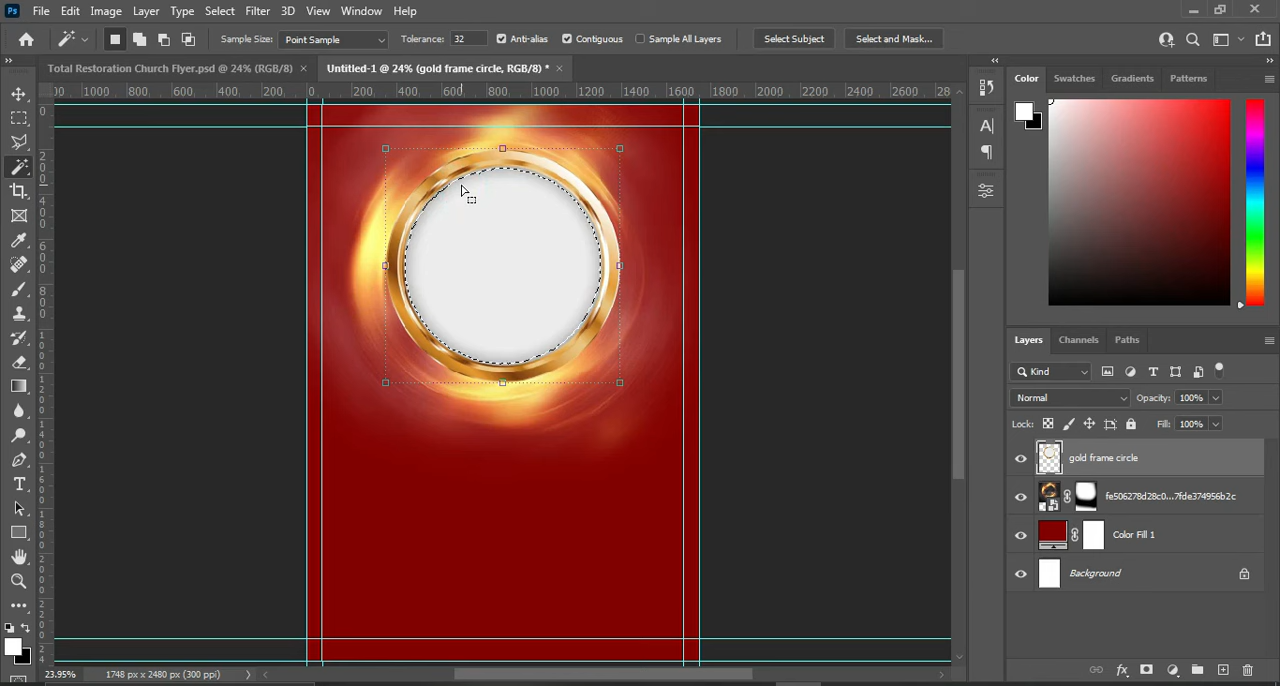 Ps File Edit Image Layer Type Select Filter 3D View Window Help
Sample Size: Point Sample Tolerance: 32 Anti-alias Contiguous Sample All Layers Select Subject Select and Mask...
Total Restoration Church Flyer.psd @ 24% (RGB/8) × Untitled-1 @ 24% (gold frame circle, RGB/8) * ×
1000 800 600 400 200 0 200 400 600 800 1000 1200 1400 1600 1800 2000 2200 2400 2600
Color Swatches Gradients Patterns
Layers Channels Paths
Kind
Normal Opacity: 100%
Lock: Fill: 100%
gold frame circle
fe506278d28c0...7fde374956b2c
Color Fill 1
Background
23.95% 1748 px x 2480 px (300 ppi)